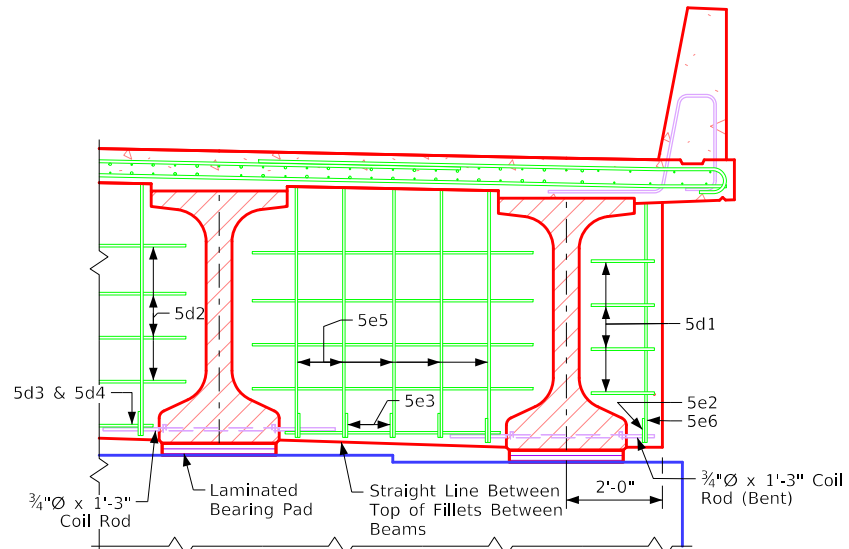 5d2
5e5
5d1
5d3 & 5d4
5e3
5e2
5e6
¾"Ø x 1'-3"
Coil Rod
Laminated
Bearing Pad
Straight Line Between
Top of Fillets Between
Beams
2'-0"
¾"Ø x 1'-3" Coil
Rod (Bent)